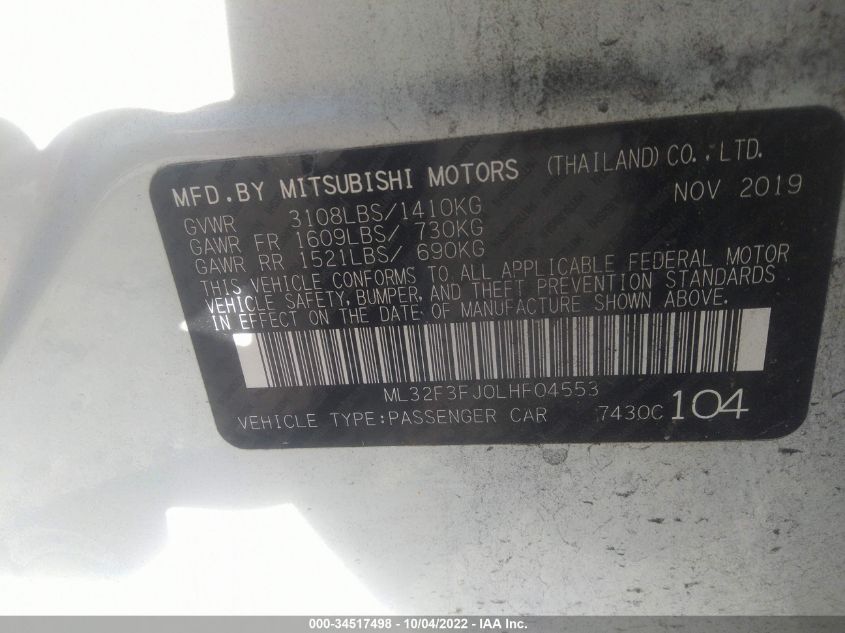 MFD.BY MITSUBISHI MOTORS (THAILAND) CO.,LTD.
NOV 2019
GVWR 3108LBS/1410KG
GAWR FR 1609LBS/ 730KG
GAWR RR 1521LBS/ 690KG
THIS VEHICLE CONFORMS TO ALL APPLICABLE FEDERAL MOTOR
VEHICLE SAFETY, BUMPER, AND THEFT PREVENTION STANDARDS
IN EFFECT ON THE DATE OF MANUFACTURE SHOWN ABOVE.
ML32F3FJ0LHF04553
VEHICLE TYPE:PASSENGER CAR 7430C 104
000-34517498 - 10/04/2022 - IAA Inc.